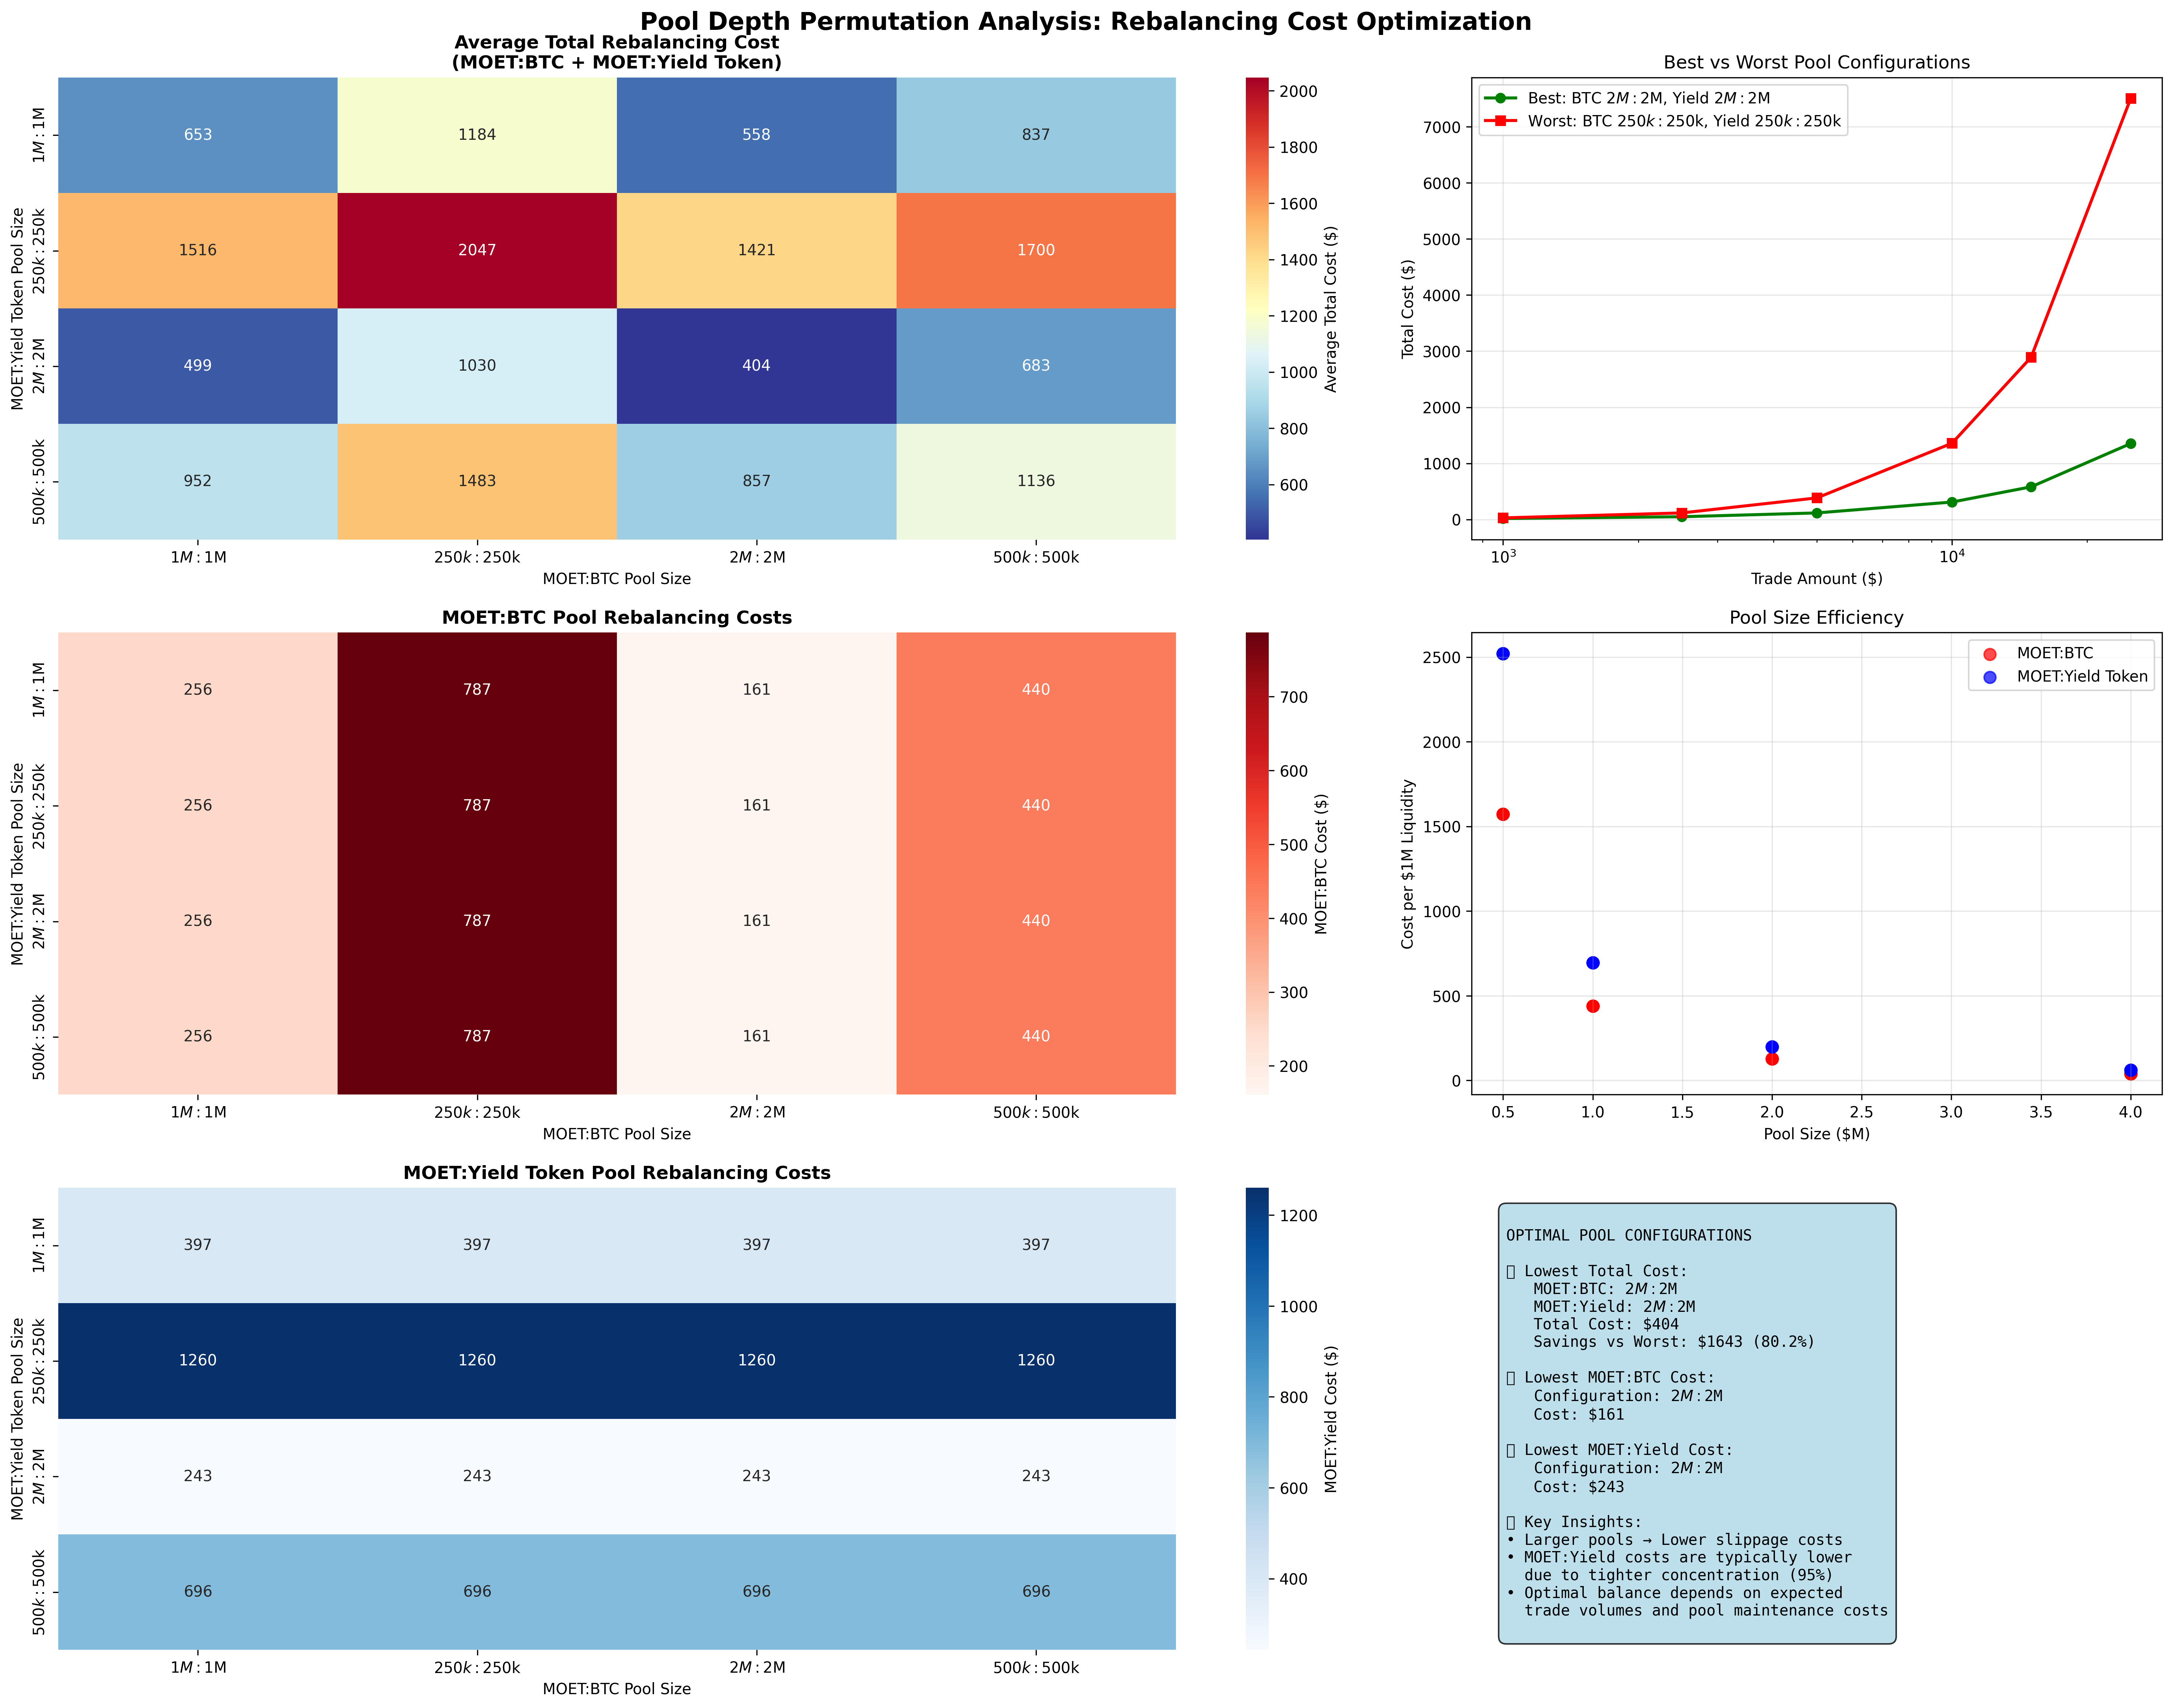 Pool Depth Permutation Analysis: Rebalancing Cost Optimization
Average Total Rebalancing Cost
(MOET:BTC + MOET:Yield Token)
MOET:Yield Token Pool Size
1M : 1M
250k : 250k
2M : 2M
500k : 500k
653 1184 558 837
1516 2047 1421 1700
499 1030 404 683
952 1483 857 1136
1M : 1M 250k : 250k 2M : 2M 500k : 500k
MOET:BTC Pool Size
2000
1800
1600
1400
1200
1000
800
600
Average Total Cost ($)
Best vs Worst Pool Configurations
Best: BTC 2M : 2M, Yield 2M : 2M
Worst: BTC 250k : 250k, Yield 250k : 250k
Total Cost ($)
7000
6000
5000
4000
3000
2000
1000
0
10³ 10⁴
Trade Amount ($)
MOET:BTC Pool Rebalancing Costs
MOET:Yield Token Pool Size
1M : 1M
250k : 250k
2M : 2M
500k : 500k
256 787 161 440
256 787 161 440
256 787 161 440
256 787 161 440
1M : 1M 250k : 250k 2M : 2M 500k : 500k
MOET:BTC Pool Size
700
600
500
400
300
200
MOET:BTC Cost ($)
Pool Size Efficiency
MOET:BTC
MOET:Yield Token
Cost per $1M Liquidity
2500
2000
1500
1000
500
0
0.5 1.0 1.5 2.0 2.5 3.0 3.5 4.0
Pool Size ($M)
MOET:Yield Token Pool Rebalancing Costs
MOET:Yield Token Pool Size
1M : 1M
250k : 250k
2M : 2M
500k : 500k
397 397 397 397
1260 1260 1260 1260
243 243 243 243
696 696 696 696
1M : 1M 250k : 250k 2M : 2M 500k : 500k
MOET:BTC Pool Size
1200
1000
800
600
400
MOET:Yield Cost ($)
OPTIMAL POOL CONFIGURATIONS
Lowest Total Cost:
MOET:BTC: 2M:2M
MOET:Yield: 2M:2M
Total Cost: $404
Savings vs Worst: $1643 (80.2%)
Lowest MOET:BTC Cost:
Configuration: 2M:2M
Cost: $161
Lowest MOET:Yield Cost:
Configuration: 2M:2M
Cost: $243
Key Insights:
• Larger pools → Lower slippage costs
• MOET:Yield costs are typically lower
due to tighter concentration (95%)
• Optimal balance depends on expected
trade volumes and pool maintenance costs